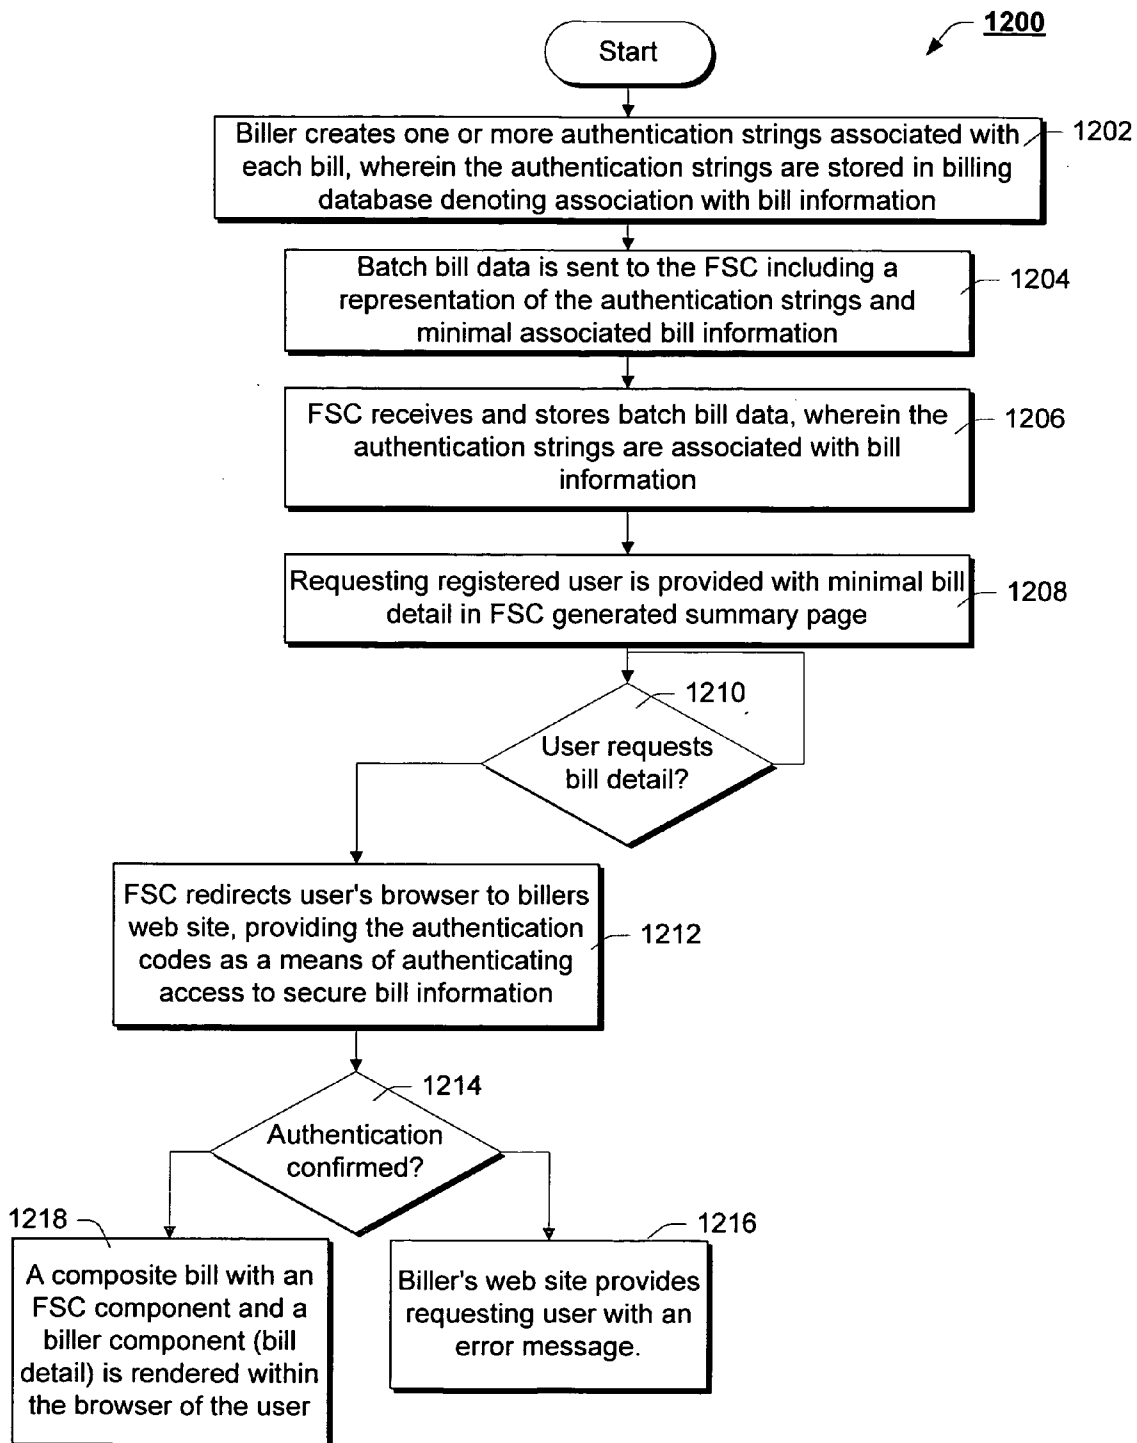 1200
Start
Biller creates one or more authentication strings associated with
each bill, wherein the authentication strings are stored in billing
database denoting association with bill information
1202
Batch bill data is sent to the FSC including a
representation of the authentication strings and
minimal associated bill information
1204
FSC receives and stores batch bill data, wherein the
authentication strings are associated with bill
information
1206
Requesting registered user is provided with minimal bill
detail in FSC generated summary page
1208
1210
User requests
bill detail?
FSC redirects user's browser to billers
web site, providing the authentication
codes as a means of authenticating
access to secure bill information
1212
1214
Authentication
confirmed?
1218
A composite bill with an
FSC component and a
biller component (bill
detail) is rendered within
the browser of the user
1216
Biller's web site provides
requesting user with an
error message.